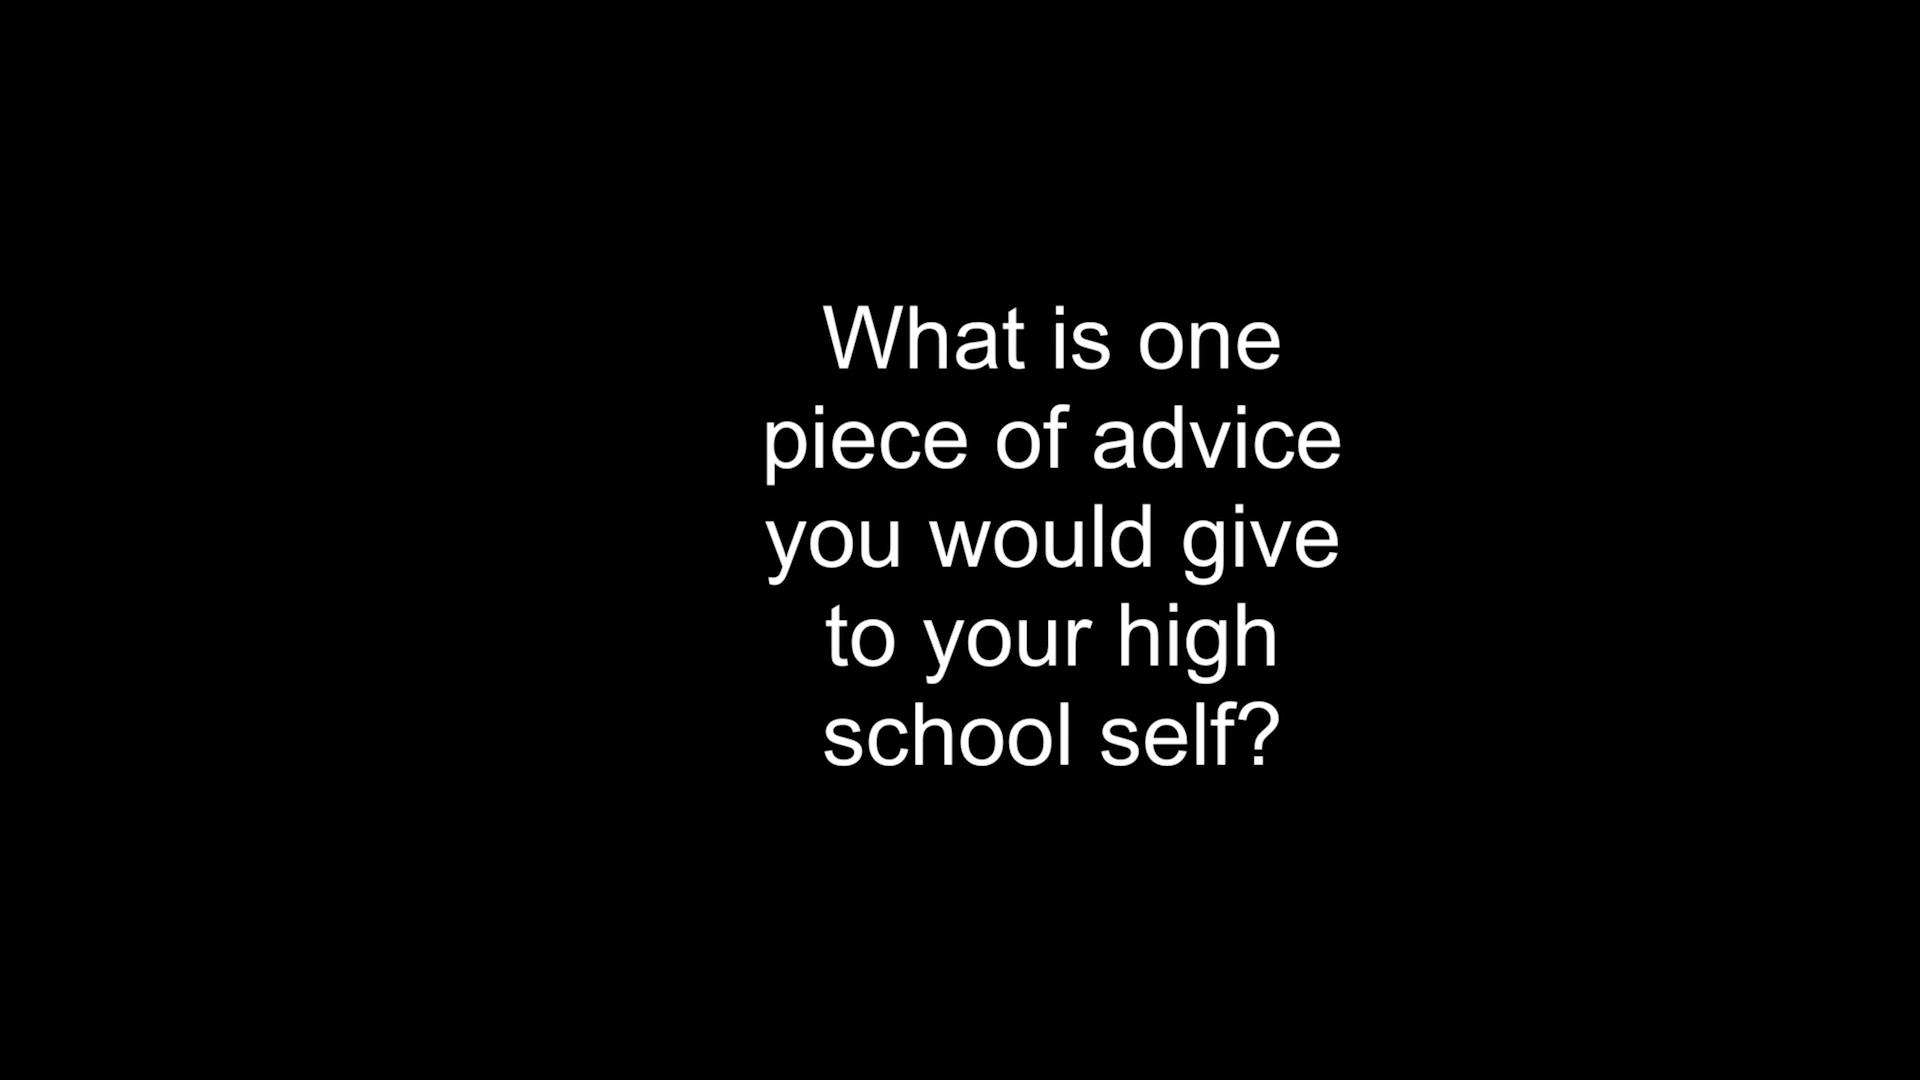 What is one
piece of advice
you would give
to your high
school self?